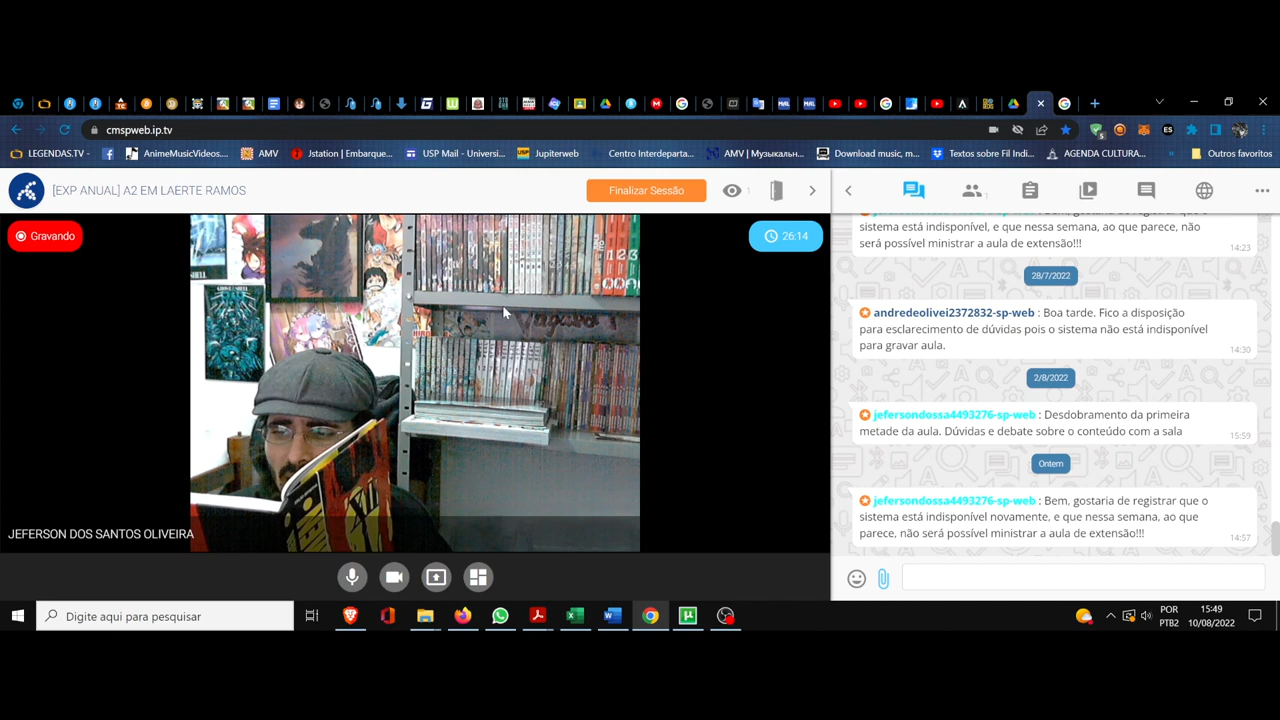 cmspweb.ip.tv
LEGENDAS.TV -
AnimeMusicVideos...
AMV
Jstation | Embarque...
USP Mail - Universi...
Jupiterweb
Centro Interdeparta...
AMV | Музыкальн...
Download music, m...
Textos sobre Fil Indi...
AGENDA CULTURA...
»
Outros favoritos
[EXP ANUAL] A2 EM LAERTE RAMOS
Finalizar Sessão
1
Gravando
26:14
JEFERSON DOS SANTOS OLIVEIRA
1
sistema está indisponível, e que nessa semana, ao que parece, não
será possível ministrar a aula de extensão!!!
14:23
28/7/2022
andredeolivei2372832-sp-web : Boa tarde. Fico a disposição
para esclarecimento de dúvidas pois o sistema não está indisponível
para gravar aula.
14:30
2/8/2022
jefersondossa4493276-sp-web : Desdobramento da primeira
metade da aula. Dúvidas e debate sobre o conteúdo com a sala
15:59
Ontem
jefersondossa4493276-sp-web : Bem, gostaria de registrar que o
sistema está indisponível novamente, e que nessa semana, ao que
parece, não será possível ministrar a aula de extensão!!!
14:57
Digite aqui para pesquisar
POR
PTB2
15:49
10/08/2022